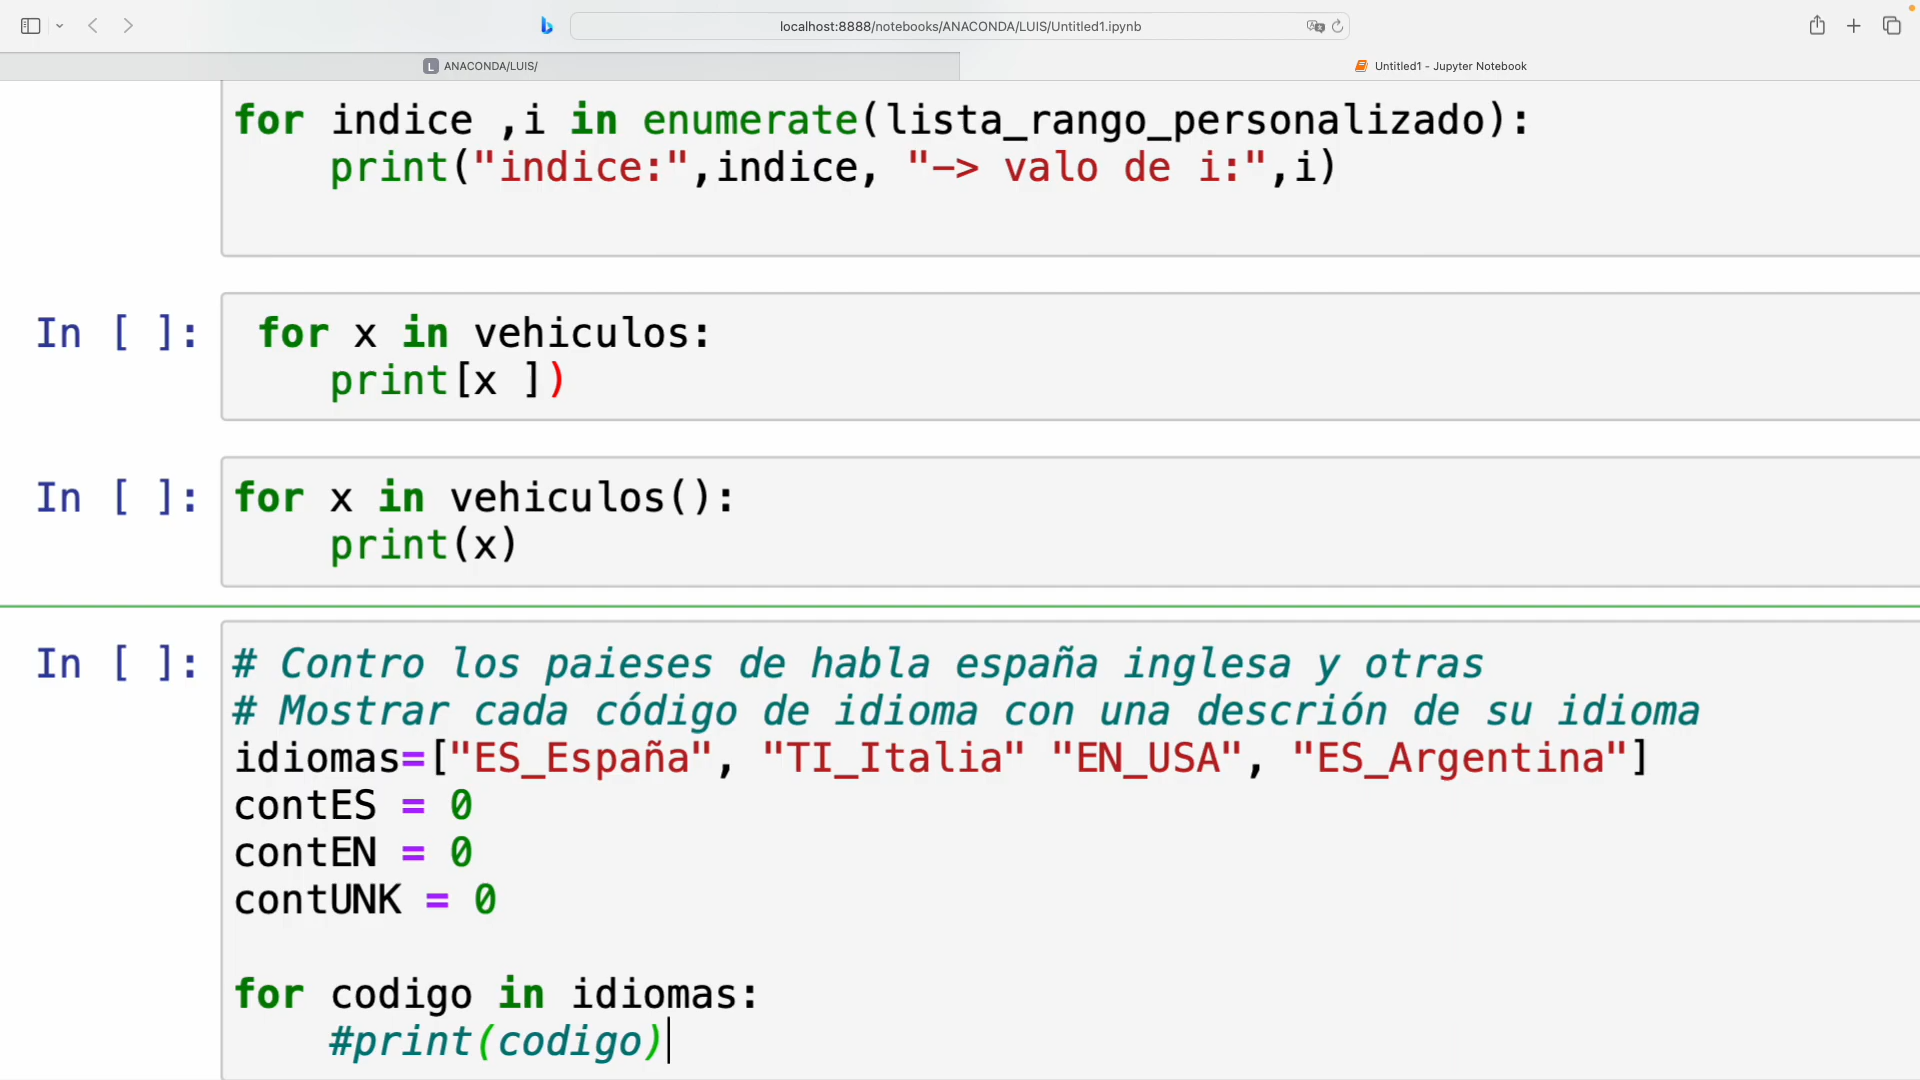 localhost:8888/notebooks/ANACONDA/LUIS/Untitled1.ipynb
L ANACONDA/LUIS/
Untitled1 - Jupyter Notebook
for indice ,i in enumerate(lista_rango_personalizado):
    print("indice:",indice, "-> valo de i:",i)
In [ ]:
 for x in vehiculos:
    print[x ])
In [ ]:
for x in vehiculos():
    print(x)
In [ ]:
# Contro los paieses de habla españa inglesa y otras
# Mostrar cada código de idioma con una descrión de su idioma
idiomas=["ES_España", "TI_Italia" "EN_USA", "ES_Argentina"]
contES = 0
contEN = 0
contUNK = 0
for codigo in idiomas:
    #print(codigo)